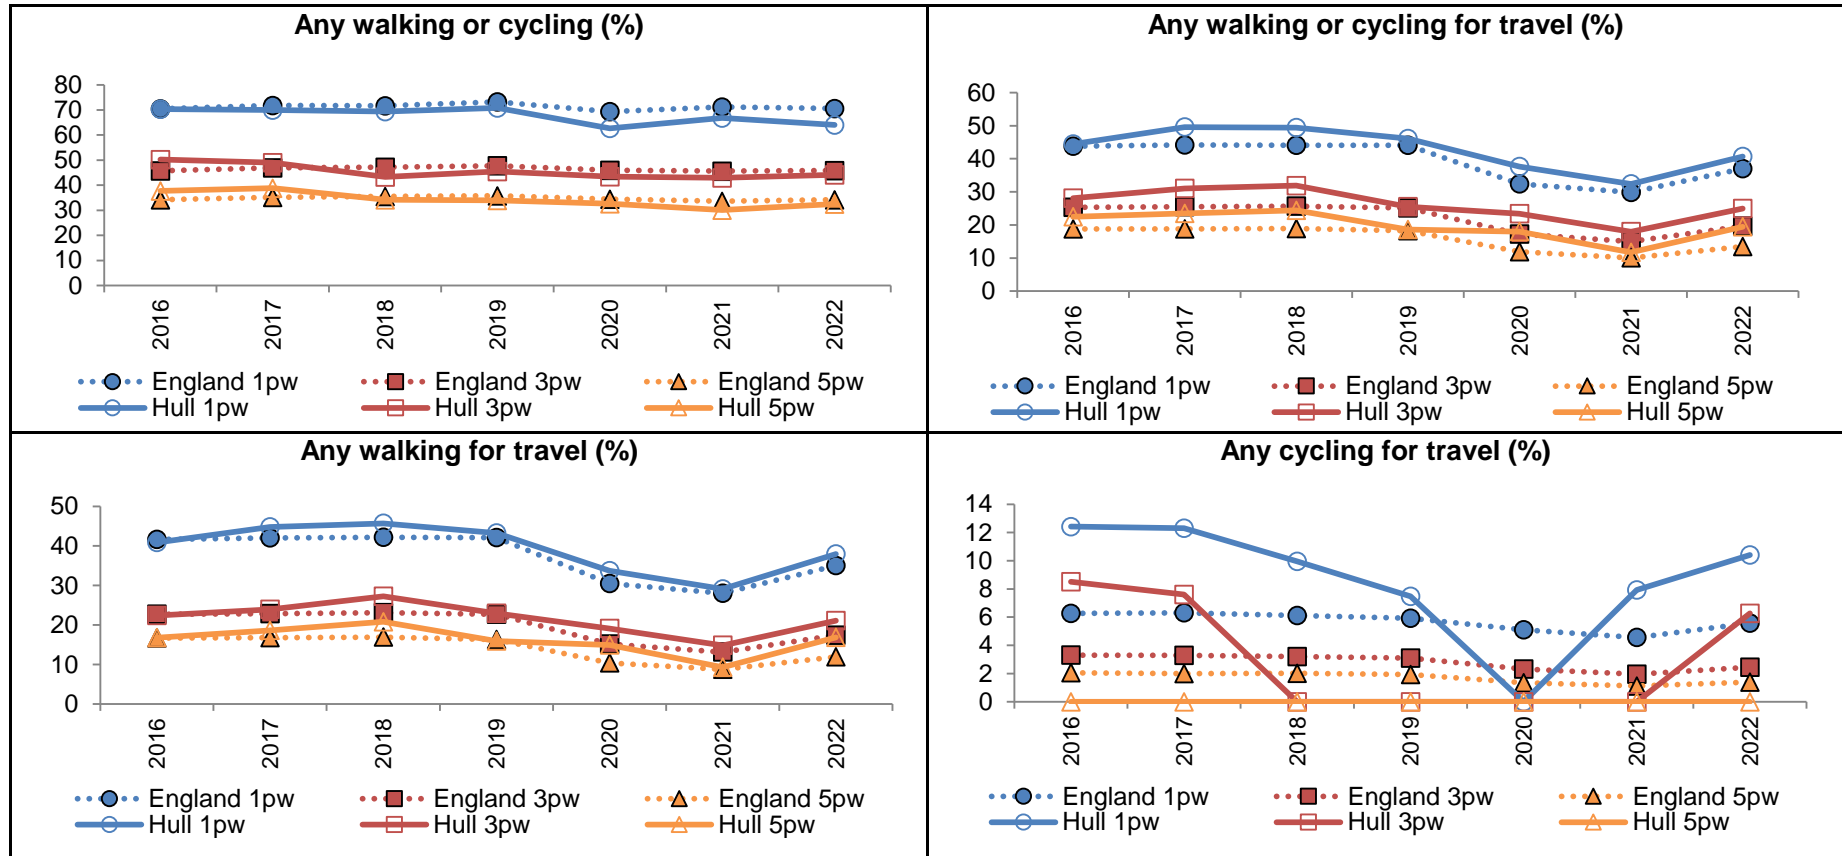 Any walking or cycling (%)
80
70
60
50
40
30
20
10
0
2016
2017
2018
2019
2020
2021
2022
England 1pw
England 3pw
England 5pw
Hull 1pw
Hull 3pw
Hull 5pw
Any walking or cycling for travel (%)
60
50
40
30
20
10
0
2016
2017
2018
2019
2020
2021
2022
England 1pw
England 3pw
England 5pw
Hull 1pw
Hull 3pw
Hull 5pw
Any walking for travel (%)
50
40
30
20
10
0
2016
2017
2018
2019
2020
2021
2022
England 1pw
England 3pw
England 5pw
Hull 1pw
Hull 3pw
Hull 5pw
Any cycling for travel (%)
14
12
10
8
6
4
2
0
2016
2017
2018
2019
2020
2021
2022
England 1pw
England 3pw
England 5pw
Hull 1pw
Hull 3pw
Hull 5pw